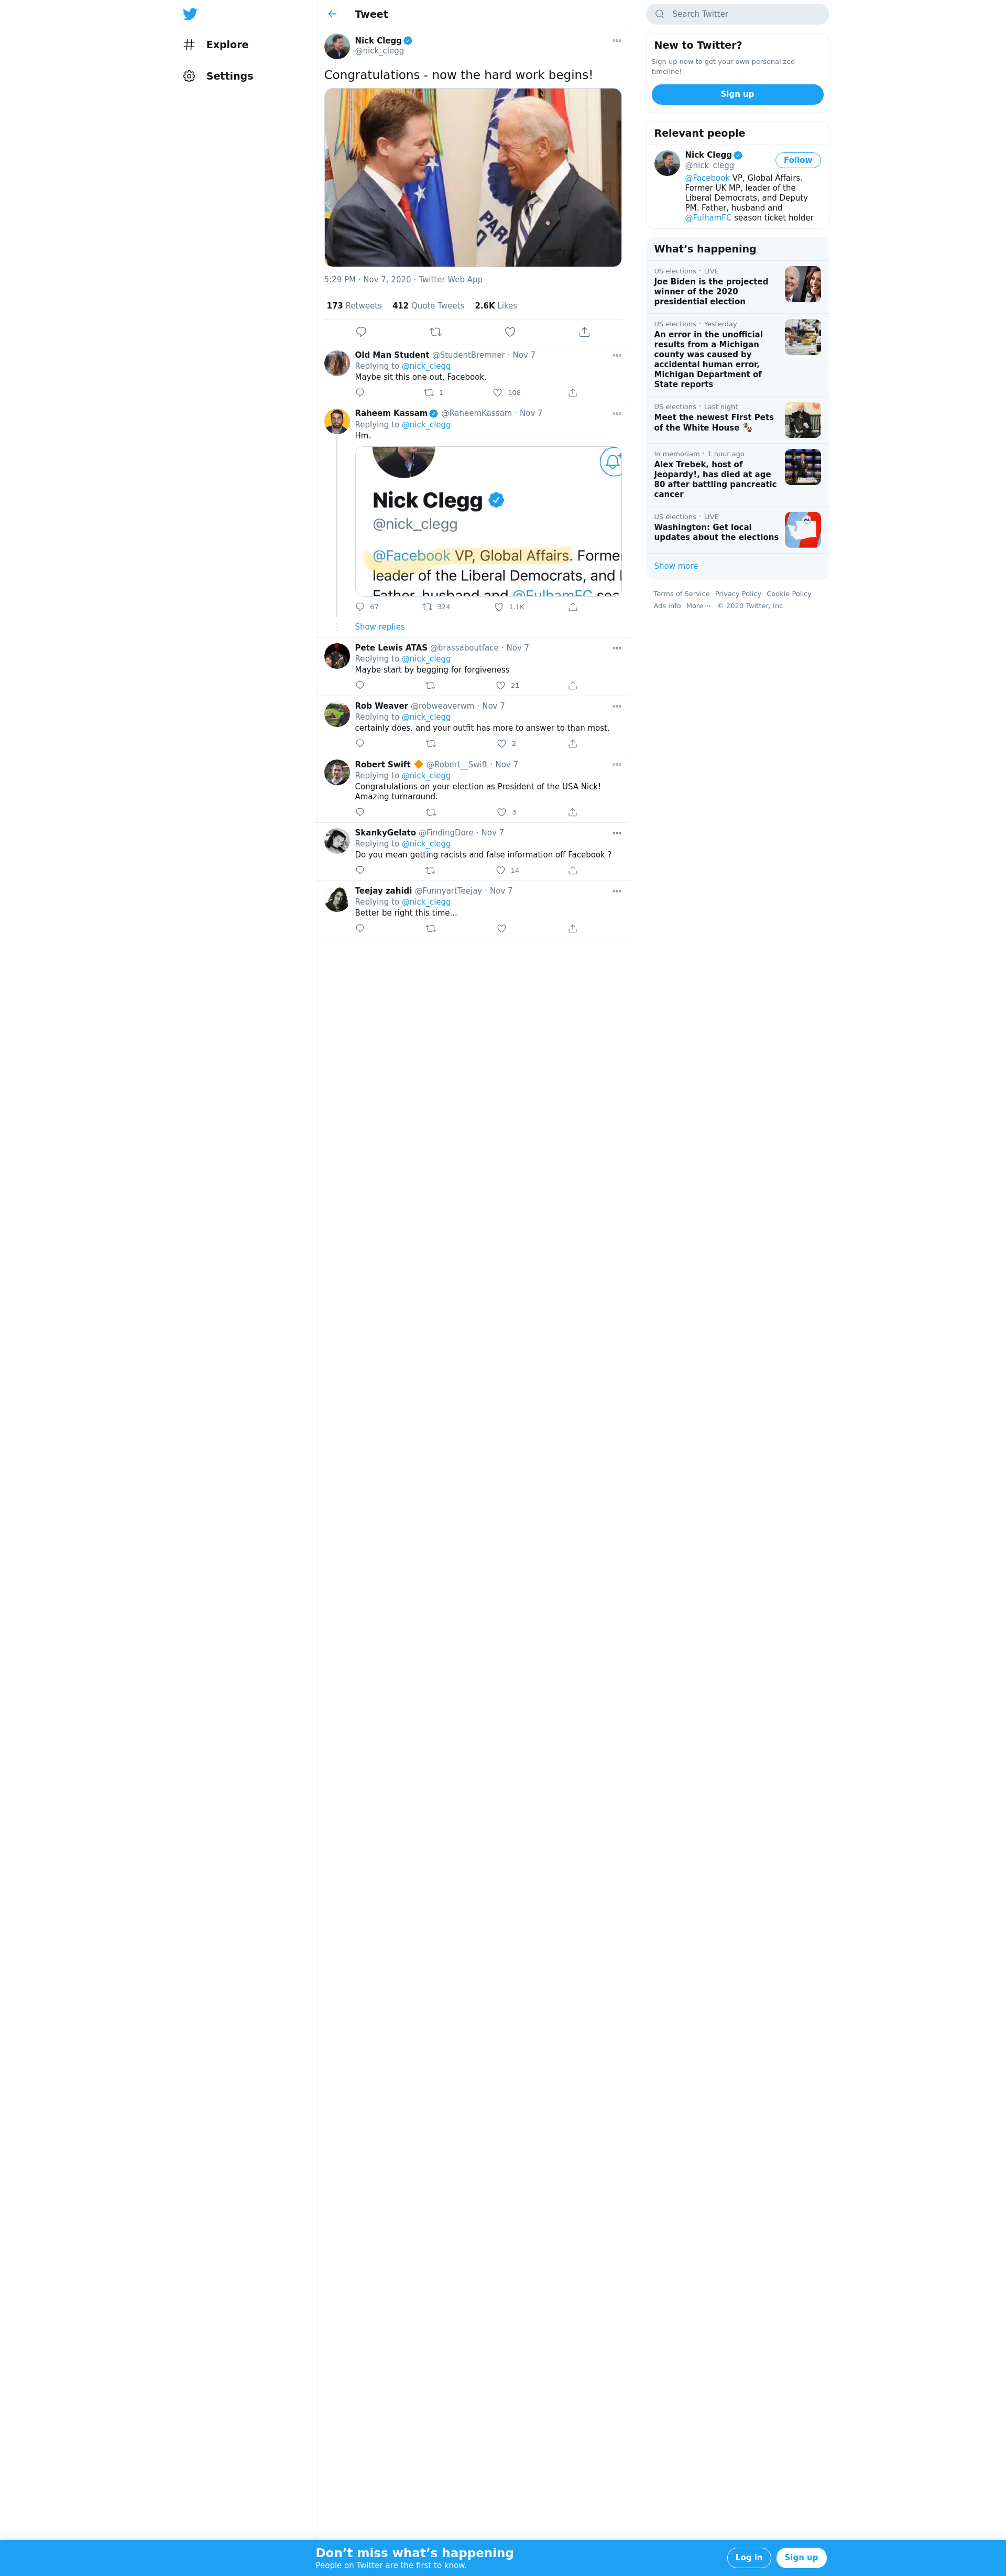 Explore
Settings
Tweet
Nick Clegg
@nick_clegg
Congratulations - now the hard work begins!
PAR
5:29 PM · Nov 7, 2020 · Twitter Web App
173 Retweets 412 Quote Tweets 2.6K Likes
Old Man Student @StudentBremner · Nov 7
Replying to @nick_clegg
Maybe sit this one out, Facebook.
1 108
Raheem Kassam @RaheemKassam · Nov 7
Replying to @nick_clegg
Hm.
Nick Clegg
@nick_clegg
@Facebook VP, Global Affairs. Forme
leader of the Liberal Democrats, and
Father, husband and @FulhamFC sea
67 324 1.1K
Show replies
Pete Lewis ATAS @brassaboutface · Nov 7
Replying to @nick_clegg
Maybe start by begging for forgiveness
21
Rob Weaver @robweaverwm · Nov 7
Replying to @nick_clegg
certainly does. and your outfit has more to answer to than most.
2
Robert Swift @Robert__Swift · Nov 7
Replying to @nick_clegg
Congratulations on your election as President of the USA Nick!
Amazing turnaround.
3
SkankyGelato @FindingDore · Nov 7
Replying to @nick_clegg
Do you mean getting racists and false information off Facebook ?
14
Teejay zahidi @FunnyartTeejay · Nov 7
Replying to @nick_clegg
Better be right this time...
Search Twitter
New to Twitter?
Sign up now to get your own personalized
timeline!
Sign up
Relevant people
Nick Clegg
@nick_clegg
Follow
@Facebook VP, Global Affairs.
Former UK MP, leader of the
Liberal Democrats, and Deputy
PM. Father, husband and
@FulhamFC season ticket holder
What's happening
US elections · LIVE
Joe Biden is the projected
winner of the 2020
presidential election
US elections · Yesterday
An error in the unofficial
results from a Michigan
county was caused by
accidental human error,
Michigan Department of
State reports
US elections · Last night
Meet the newest First Pets
of the White House
In memoriam · 1 hour ago
Alex Trebek, host of
Jeopardy!, has died at age
80 after battling pancreatic
cancer
US elections · LIVE
Washington: Get local
updates about the elections
WA
Show more
Terms of Service Privacy Policy Cookie Policy
Ads info More © 2020 Twitter, Inc.
Don't miss what's happening
People on Twitter are the first to know.
Log in
Sign up